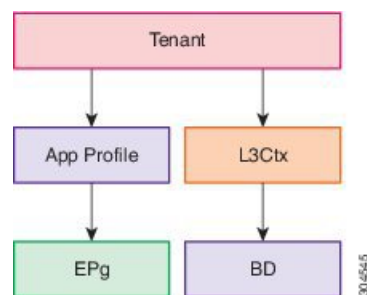 Tenant
App Profile
L3Ctx
EPg
BD
304545